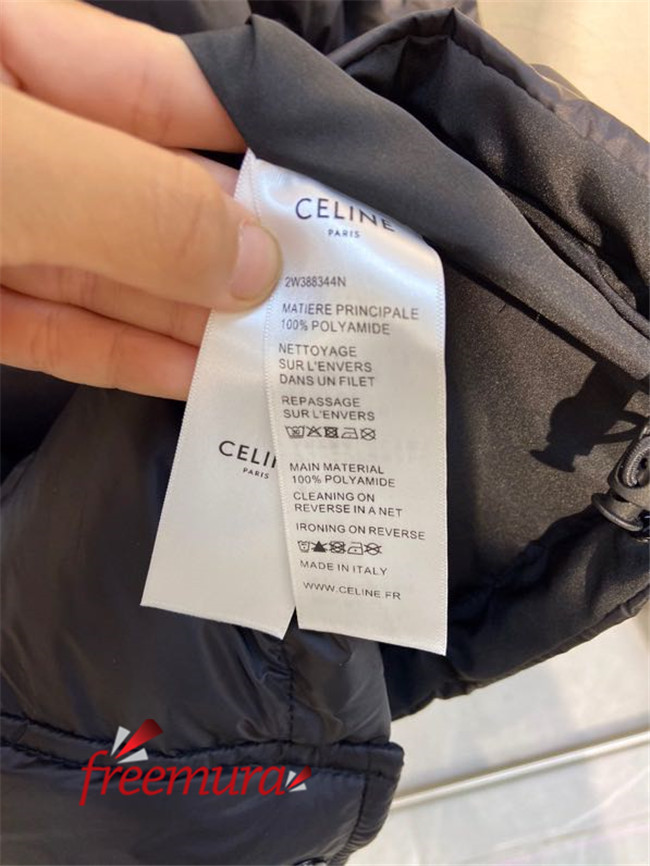 CELINE
PARIS
2W388344N
MATIERE PRINCIPALE
100% POLYAMIDE
NETTOYAGE
SUR L'ENVERS
DANS UN FILET
REPASSAGE
SUR L'ENVERS
MAIN MATERIAL
100% POLYAMIDE
CLEANING ON
REVERSE IN A NET
IRONING ON REVERSE
MADE IN ITALY
WWW.CELINE.FR
CELIN
PARIS
freemura